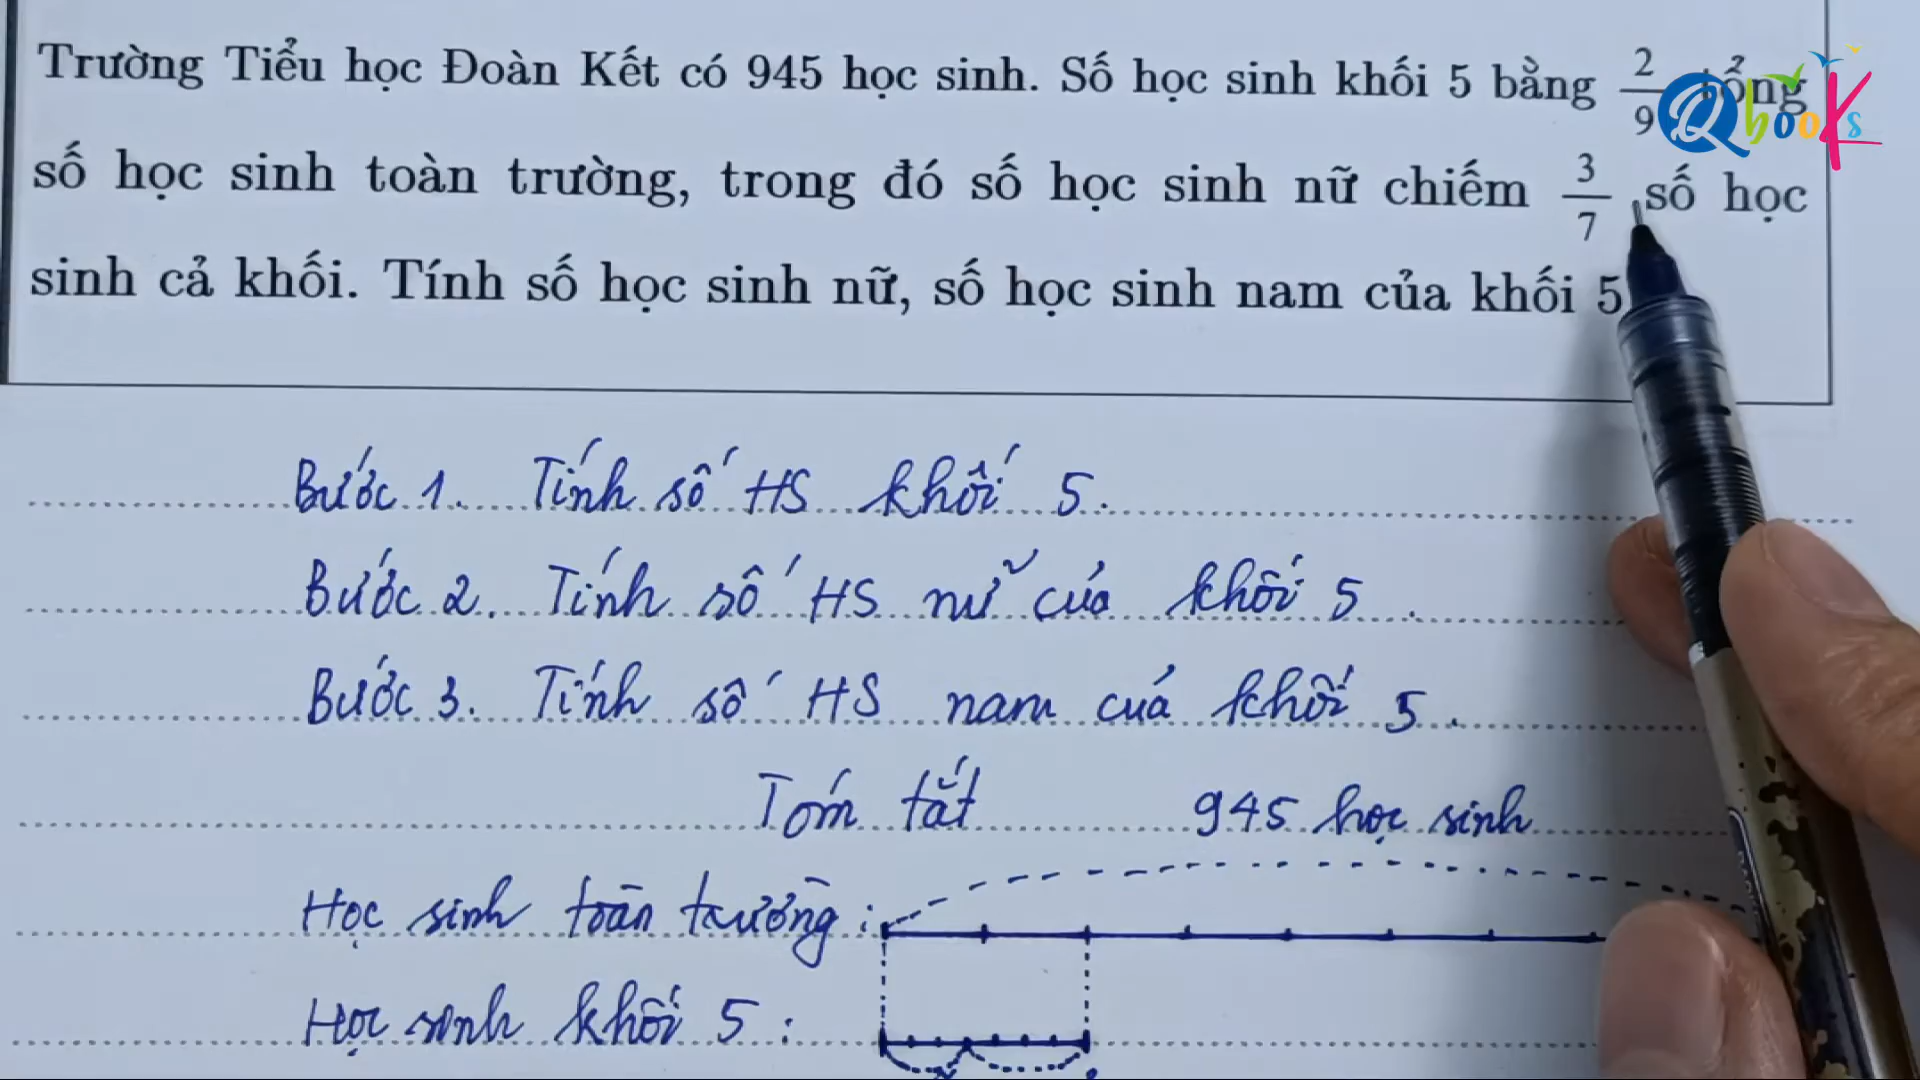 Trường Tiểu học Đoàn Kết có 945 học sinh. Số học sinh khối 5 bằng 2/9 tổng
số học sinh toàn trường, trong đó số học sinh nữ chiếm 3/7 số học
sinh cả khối. Tính số học sinh nữ, số học sinh nam của khối 5
Qbooks
Bước 1. Tính số HS khối 5.
Bước 2. Tính số HS nữ của khối 5.
Bước 3. Tính số HS nam của khối 5.
Tóm tắt 945 học sinh
Học sinh toàn trường:
Học sinh khối 5: